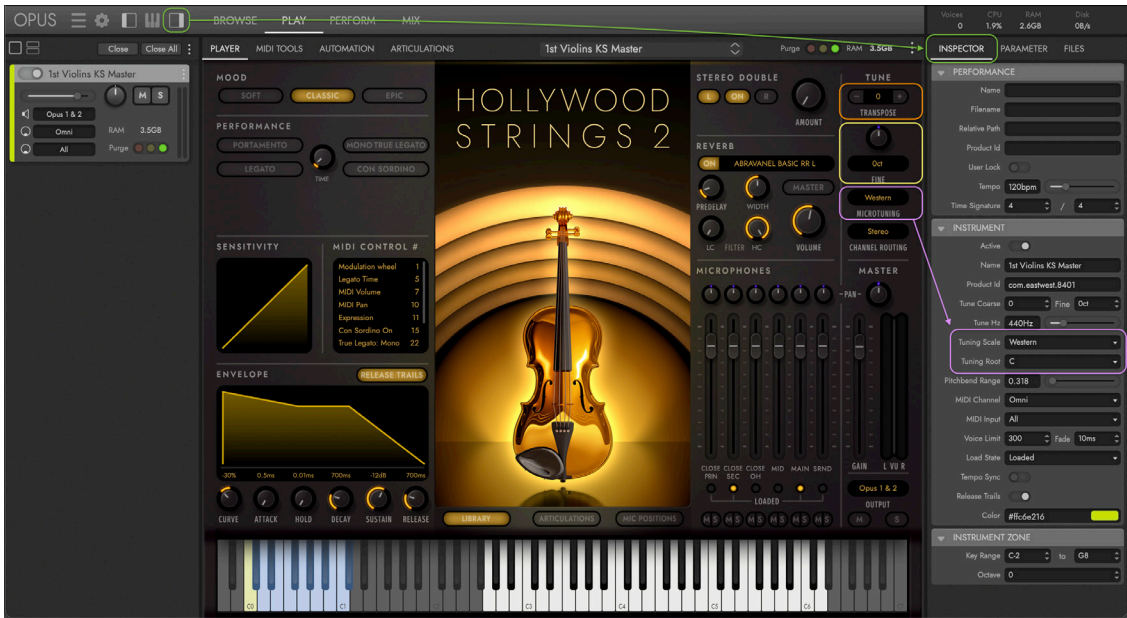 OPUS BROWSE PLAY PERFORM MIX
Voices CPU RAM Disk
0 1.9% 2.6GB 0B/s
Close Close All
PLAYER MIDI TOOLS AUTOMATION ARTICULATIONS 1st Violins KS Master Purge RAM 3.5GB
INSPECTOR PARAMETER FILES
1st Violins KS Master
M S
Opus 1 & 2
Omni RAM 3.5GB
All Purge
MOOD
SOFT CLASSIC EPIC
PERFORMANCE
PORTAMENTO MONO TRUE LEGATO
LEGATO CON SORDINO
TIME
SENSITIVITY
MIDI CONTROL #
Modulation wheel 1
Legato Time 5
MIDI Volume 7
MIDI Pan 10
Expression 11
Con Sordino On 15
True Legato: Mono 22
ENVELOPE RELEASE TRAILS
-30% 0.5ms 0.01ms 700ms -12dB 700ms
CURVE ATTACK HOLD DECAY SUSTAIN RELEASE
HOLLYWOOD
STRINGS 2
LIBRARY ARTICULATIONS MIC POSITIONS
STEREO DOUBLE
L ON R
AMOUNT
REVERB
ON ABRAVANEL BASIC RR L
MASTER
PREDELAY WIDTH
LC FILTER HC VOLUME
MICROPHONES
CLOSE PRN CLOSE SEC CLOSE OH MID MAIN SRND
LOADED
M S M S M S M S M S M S
TUNE
- 0 +
TRANSPOSE
0ct
FINE
Western
MICROTUNING
Stereo
CHANNEL ROUTING
MASTER
-PAN-
GAIN L VU R
Opus 1 & 2
OUTPUT
M S
C0 C1 C3 C4 C5 C6
PERFORMANCE
Name
Filename
Relative Path
Product Id
User Lock
Tempo 120bpm
Time Signature 4 / 4
INSTRUMENT
Active
Name 1st Violins KS Master
Product Id com.eastwest.8401
Tune Coarse 0 Fine 0ct
Tune Hz 440Hz
Tuning Scale Western
Tuning Root C
Pitchbend Range 0.318
MIDI Channel Omni
MIDI Input All
Voice Limit 300 Fade 10ms
Load State Loaded
Tempo Sync
Release Trails
Color #ffc6e216
INSTRUMENT ZONE
Key Range C-2 to G8
Octave 0